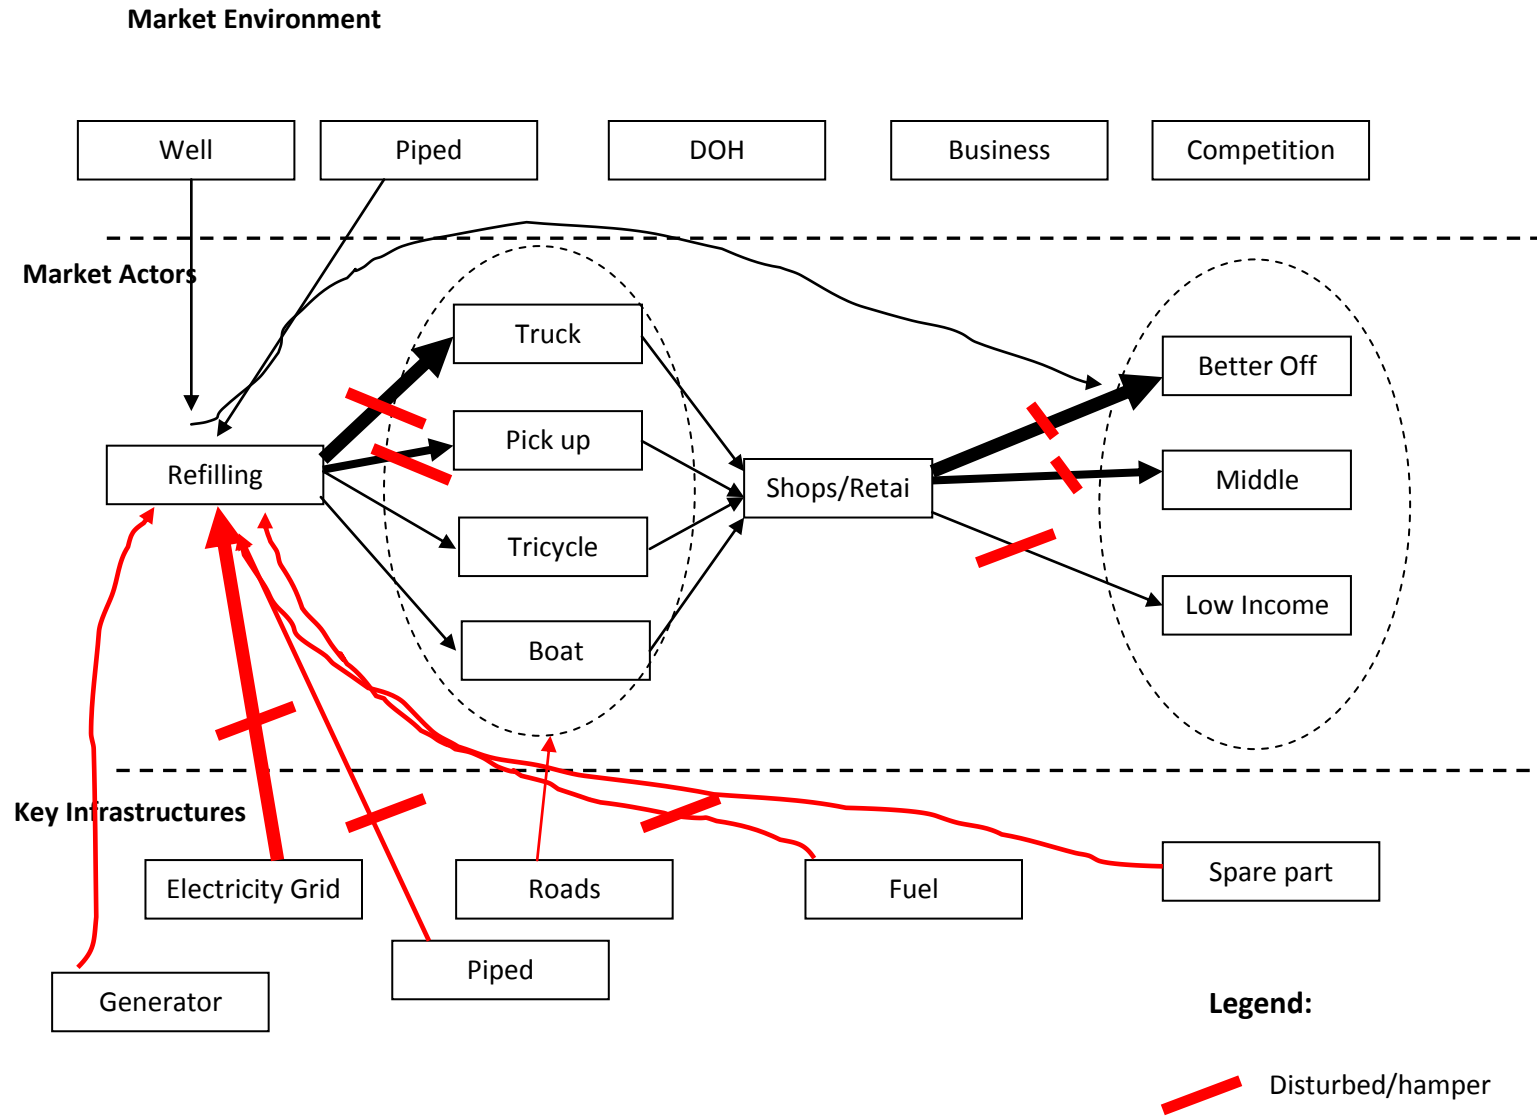 Market Environment
Well
Piped
DOH
Business
Competition
Market Actors
Truck
Better Off
Pick up
Refilling
Shops/Retai
Middle
Tricycle
Low Income
Boat
Key Infrastructures
Electricity Grid
Roads
Fuel
Spare part
Piped
Generator
Legend:
Disturbed/hamper